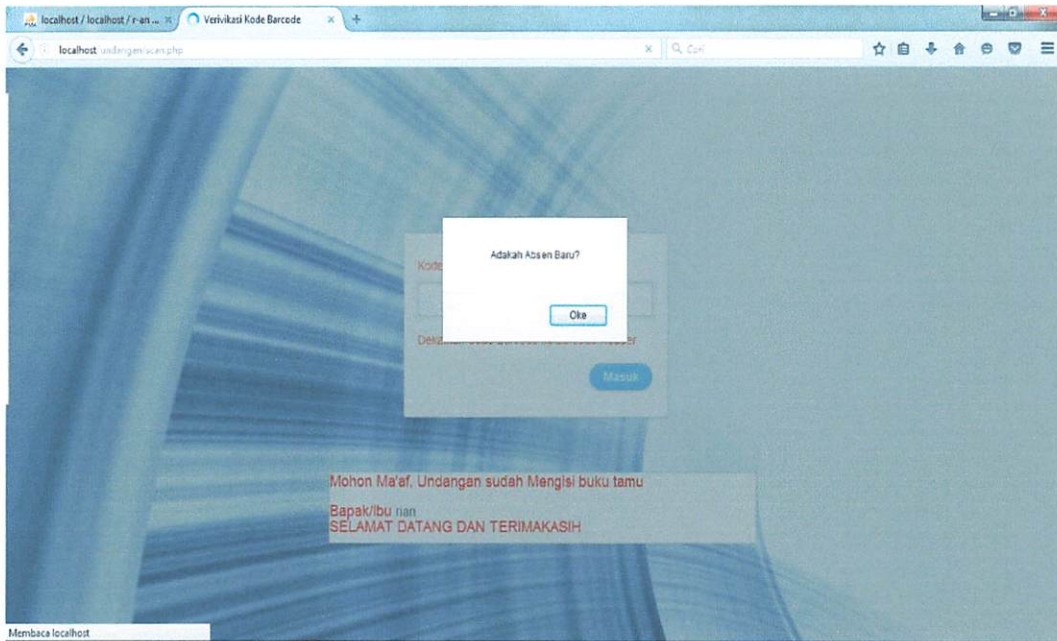 localhost / localhost / r-an ...
Verivikasi Kode Barcode
localhost/undangan/scan.php
Cari
Adakah Absen Baru?
Oke
Kode
Masuk
Mohon Ma'af, Undangan sudah Mengisi buku tamu
Bapak/Ibu nan
SELAMAT DATANG DAN TERIMAKASIH
Membaca localhost